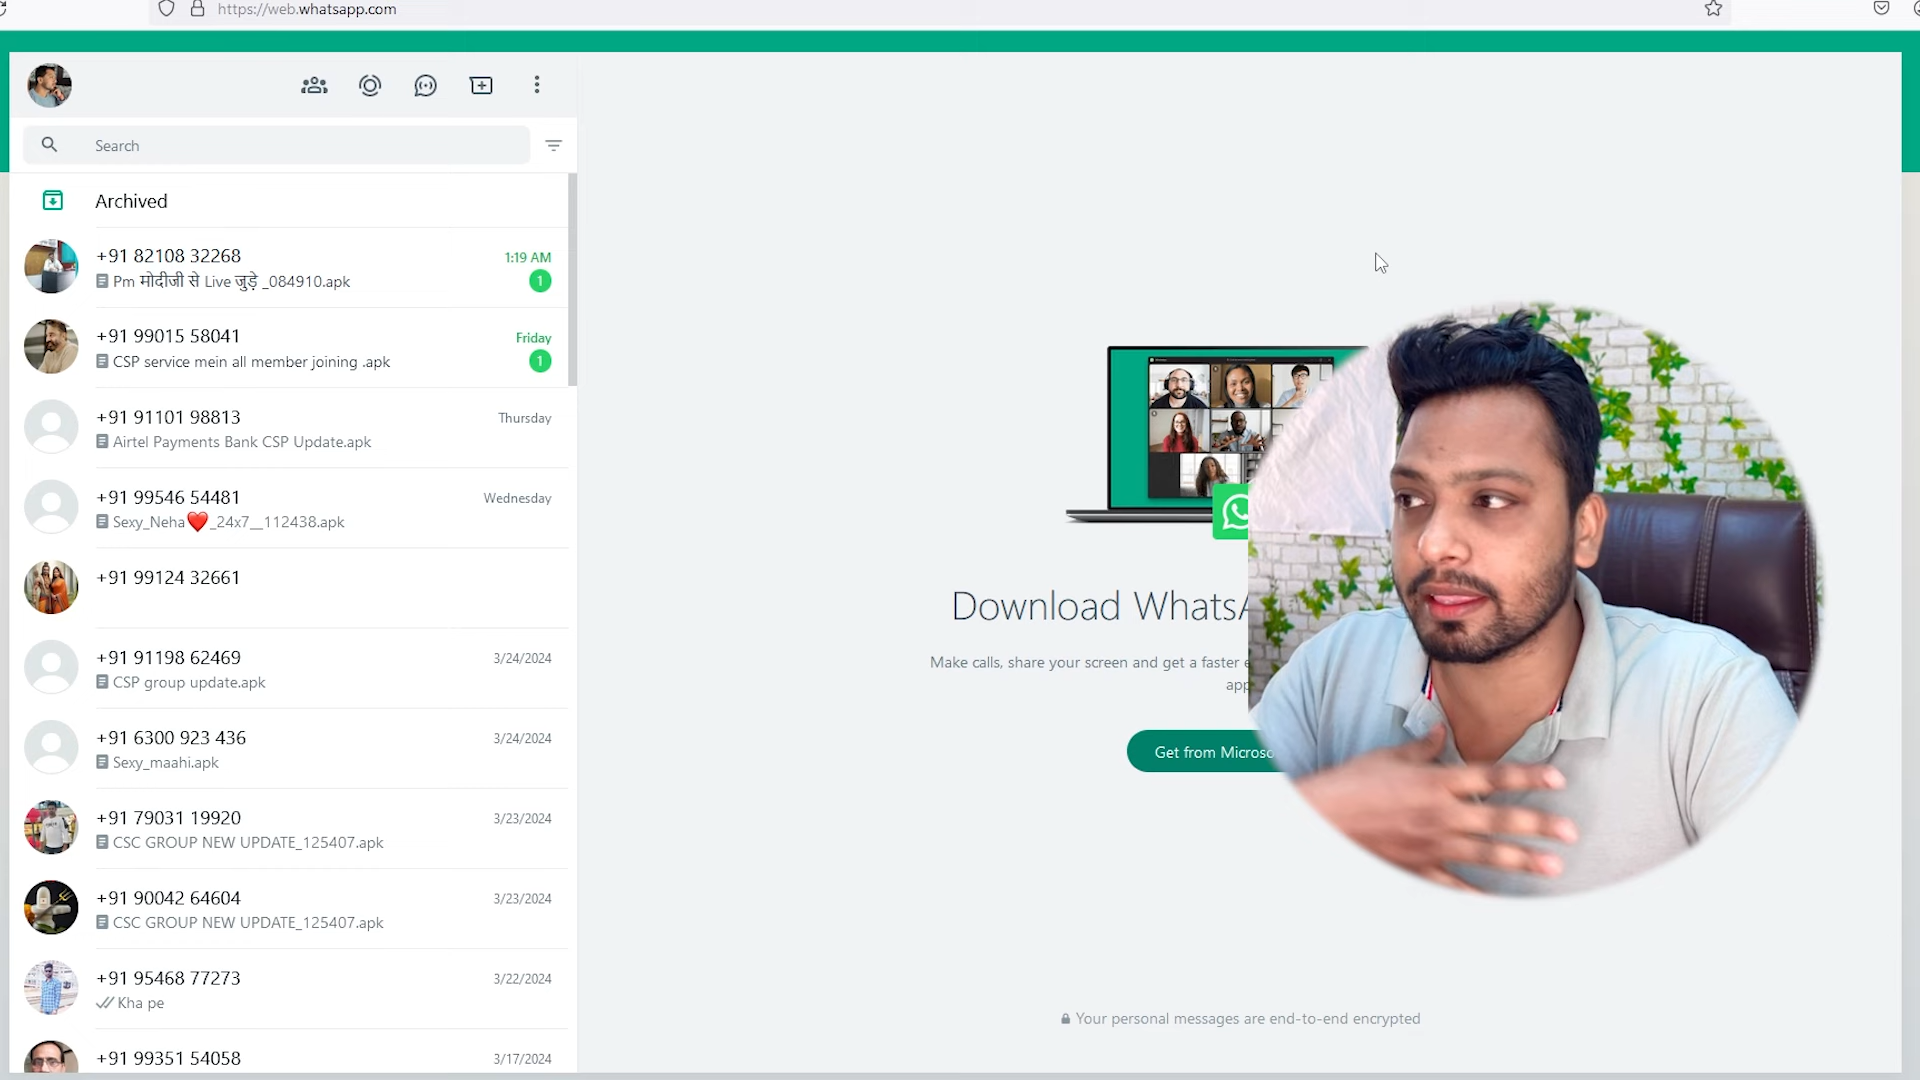 https://web.whatsapp.com
Search
Archived
+91 82108 32268
1:19 AM
Pm मोदीजी से Live जुड़े _084910.apk
1
+91 99015 58041
Friday
CSP service mein all member joining .apk
1
+91 91101 98813
Thursday
Airtel Payments Bank CSP Update.apk
+91 99546 54481
Wednesday
Sexy_Neha❤️_24x7__112438.apk
+91 99124 32661
+91 91198 62469
3/24/2024
CSP group update.apk
+91 6300 923 436
3/24/2024
Sexy_maahi.apk
+91 79031 19920
3/23/2024
CSC GROUP NEW UPDATE_125407.apk
+91 90042 64604
3/23/2024
CSC GROUP NEW UPDATE_125407.apk
+91 95468 77273
3/22/2024
Kha pe
+91 99351 54058
3/17/2024
Download WhatsA
Make calls, share your screen and get a faster e
app
Get from Microso
Your personal messages are end-to-end encrypted